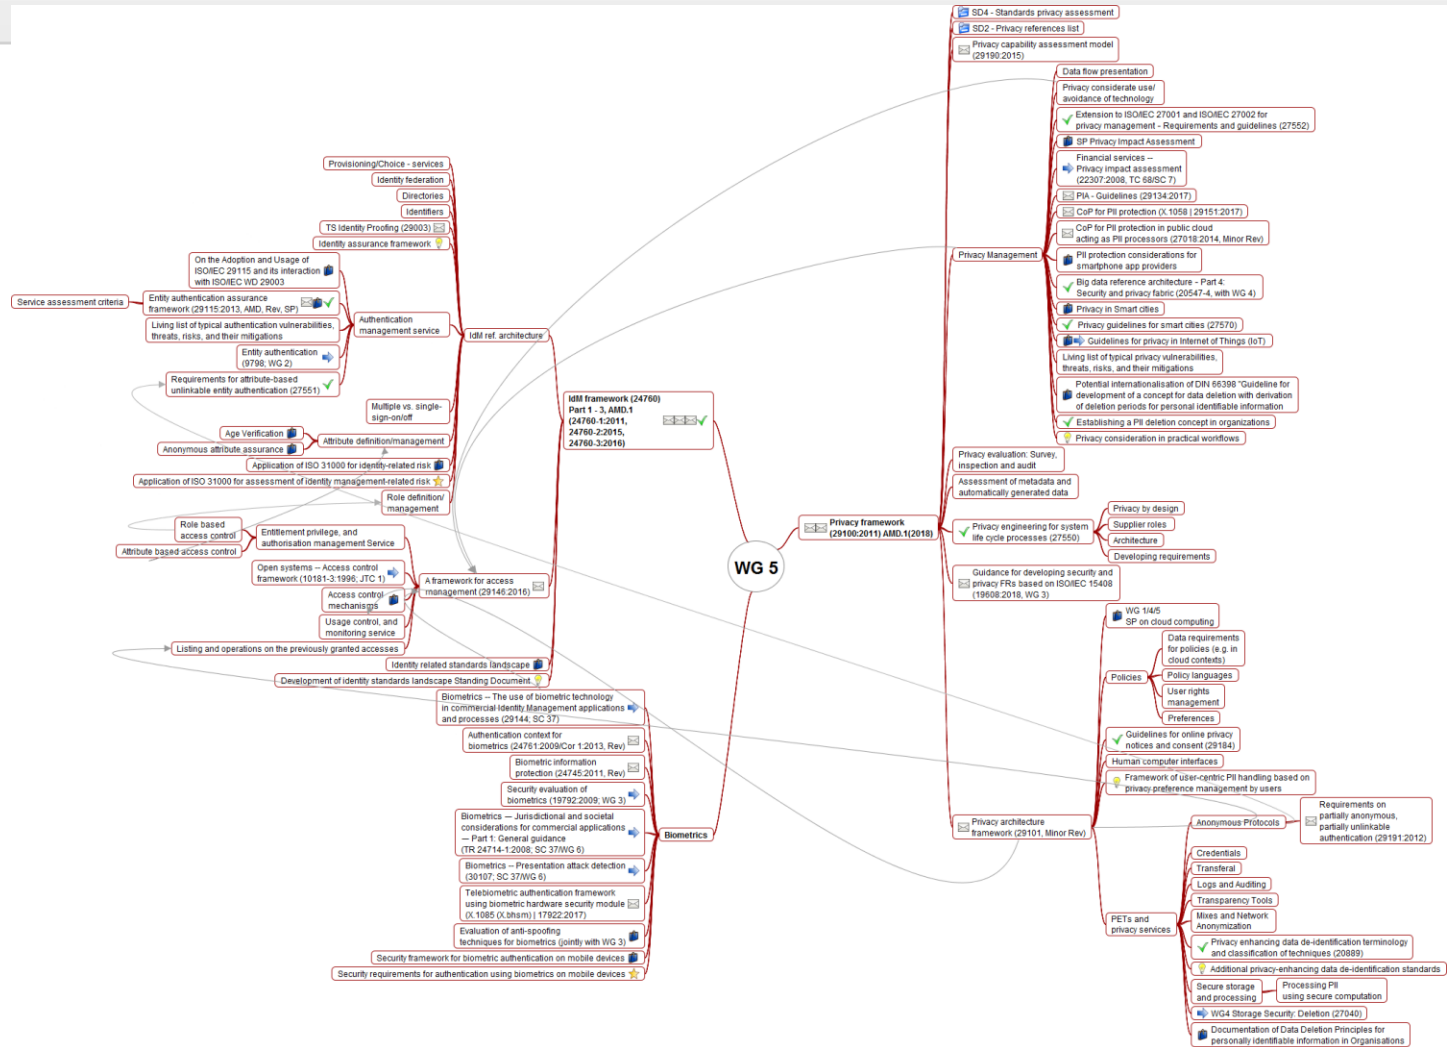 WG 5
IdM framework (24760)
Part 1 - 3, AMD.1
(24760-1:2011,
24760-2:2015,
24760-3:2016)
IdM ref. architecture
Provisioning/Choice - services
Identity federation
Directories
Identifiers
TS Identity Proofing (29003)
Identity assurance framework
Authentication
management service
On the Adoption and Usage of
ISO/IEC 29115 and its interaction
with ISO/IEC WD 29003
Entity authentication assurance
framework (29115:2013, AMD, Rev, SP)
Service assessment criteria
Living list of typical authentication vulnerabilities,
threats, risks, and their mitigations
Entity authentication
(9798; WG 2)
Requirements for attribute-based
unlinkable entity authentication (27551)
Multiple vs. single-
sign-on/off
Attribute definition/management
Age Verification
Anonymous attribute assurance
Application of ISO 31000 for identity-related risk
Application of ISO 31000 for assessment of identity management-related risk
Role definition/
management
A framework for access
management (29146:2016)
Entitlement privilege, and
authorisation management Service
Role based
access control
Attribute based access control
Open systems -- Access control
framework (10181-3:1996; JTC 1)
Access control
mechanisms
Usage control, and
monitoring service
Listing and operations on the previously granted accesses
Identity related standards landscape
Development of identity standards landscape Standing Document
Biometrics
Biometrics -- The use of biometric technology
in commercial Identity Management applications
and processes (29144; SC 37)
Authentication context for
biometrics (24761:2009/Cor 1:2013, Rev)
Biometric information
protection (24745:2011, Rev)
Security evaluation of
biometrics (19792:2009; WG 3)
Biometrics — Jurisdictional and societal
considerations for commercial applications
— Part 1: General guidance
(TR 24714-1:2008; SC 37/WG 6)
Biometrics -- Presentation attack detection
(30107; SC 37/WG 6)
Telebiometric authentication framework
using biometric hardware security module
(X.1085 (X.bhsm) | 17922:2017)
Evaluation of anti-spoofing
techniques for biometrics (jointly with WG 3)
Security framework for biometric authentication on mobile devices
Security requirements for authentication using biometrics on mobile devices
Privacy framework
(29100:2011) AMD.1(2018)
SD4 - Standards privacy assessment
SD2 - Privacy references list
Privacy capability assessment model
(29190:2015)
Privacy Management
Data flow presentation
Privacy considerate use/
avoidance of technology
Extension to ISO/IEC 27001 and ISO/IEC 27002 for
privacy management - Requirements and guidelines (27552)
SP Privacy Impact Assessment
Financial services --
Privacy impact assessment
(22307:2008, TC 68/SC 7)
PIA - Guidelines (29134:2017)
CoP for PII protection (X.1058 | 29151:2017)
CoP for PII protection in public cloud
acting as PII processors (27018:2014, Minor Rev)
PII protection considerations for
smartphone app providers
Big data reference architecture - Part 4:
Security and privacy fabric (20547-4, with WG 4)
Privacy in Smart cities
Privacy guidelines for smart cities (27570)
Guidelines for privacy in Internet of Things (IoT)
Living list of typical privacy vulnerabilities,
threats, risks, and their mitigations
Potential internationalisation of DIN 66398 "Guideline for
development of a concept for data deletion with derivation
of deletion periods for personal identifiable information
Establishing a PII deletion concept in organizations
Privacy consideration in practical workflows
Privacy evaluation: Survey,
inspection and audit
Assessment of metadata and
automatically generated data
Privacy engineering for system
life cycle processes (27550)
Privacy by design
Supplier roles
Architecture
Developing requirements
Guidance for developing security and
privacy FRs based on ISO/IEC 15408
(19608:2018, WG 3)
Privacy architecture
framework (29101, Minor Rev)
WG 1/4/5
SP on cloud computing
Policies
Data requirements
for policies (e.g. in
cloud contexts)
Policy languages
User rights
management
Preferences
Guidelines for online privacy
notices and consent (29184)
Human computer interfaces
Framework of user-centric PII handling based on
privacy preference management by users
PETs and
privacy services
Anonymous Protocols
Requirements on
partially anonymous,
partially unlinkable
authentication (29191:2012)
Credentials
Transferal
Logs and Auditing
Transparency Tools
Mixes and Network
Anonymization
Privacy enhancing data de-identification terminology
and classification of techniques (20889)
Additional privacy-enhancing data de-identification standards
Secure storage
and processing
Processing PII
using secure computation
WG4 Storage Security: Deletion (27040)
Documentation of Data Deletion Principles for
personally identifiable information in Organisations